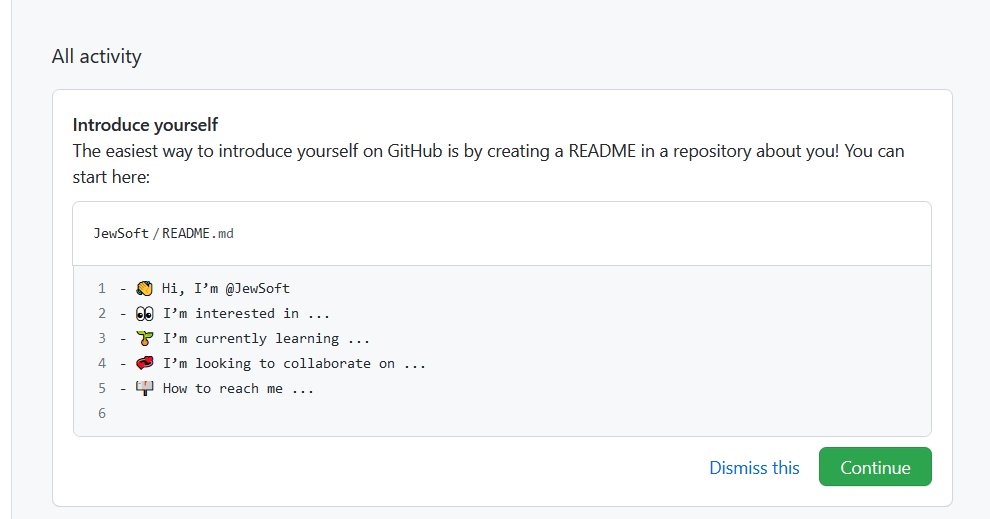 All activity
Introduce yourself
The easiest way to introduce yourself on GitHub is by creating a README in a repository about you! You can
start here:
JewSoft/README.md
1 - 👋 Hi, I’m @JewSoft
2 - 👀 I’m interested in ...
3 - 🌱 I’m currently learning ...
4 - 💞️ I’m looking to collaborate on ...
5 - 📫 How to reach me ...
6
Dismiss this Continue